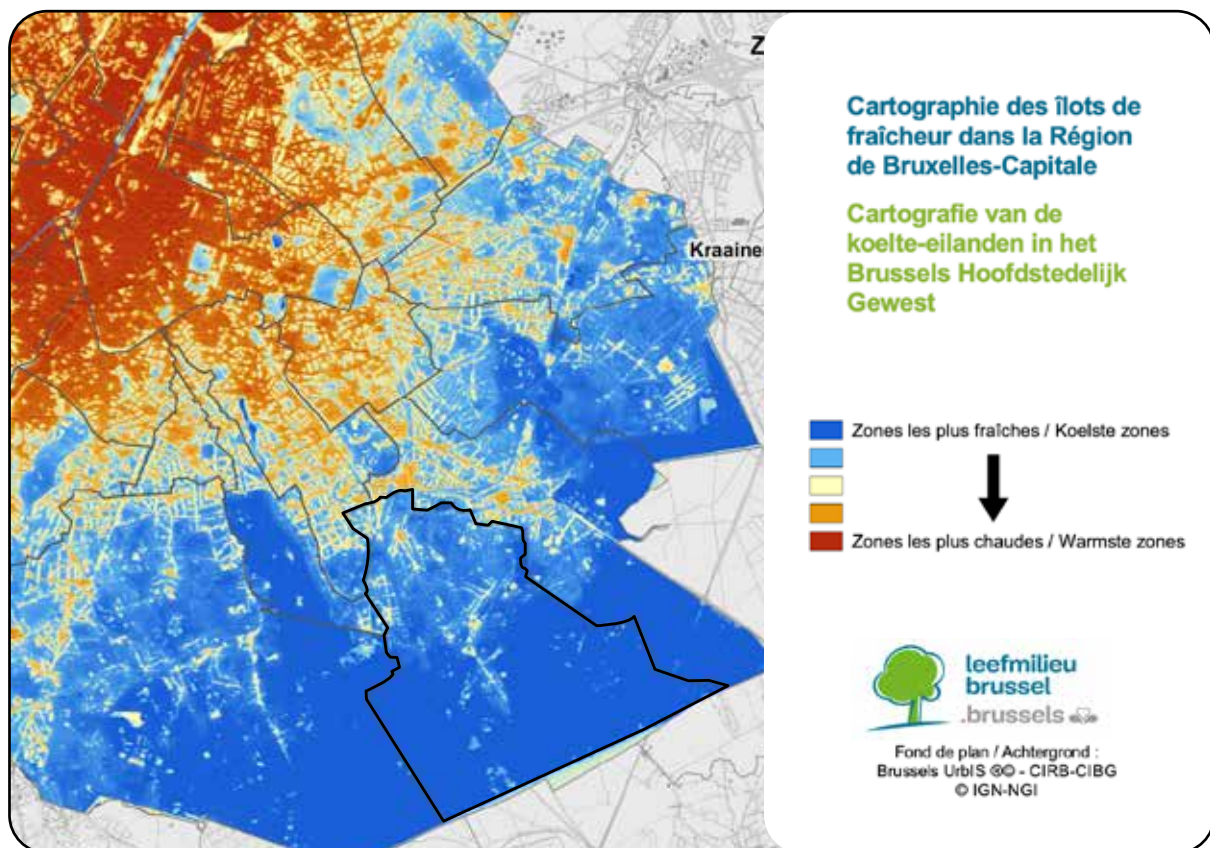 Z
Kraaine
Cartographie des îlots de
fraîcheur dans la Région
de Bruxelles-Capitale
Cartografie van de
koelte-eilanden in het
Brussels Hoofdstedelijk
Gewest
Zones les plus fraîches / Koelste zones
Zones les plus chaudes / Warmste zones
leefmilieu
brussel
.brussels
Fond de plan / Achtergrond :
Brussels UrbIS ®© - CIRB-CIBG
© IGN-NGI